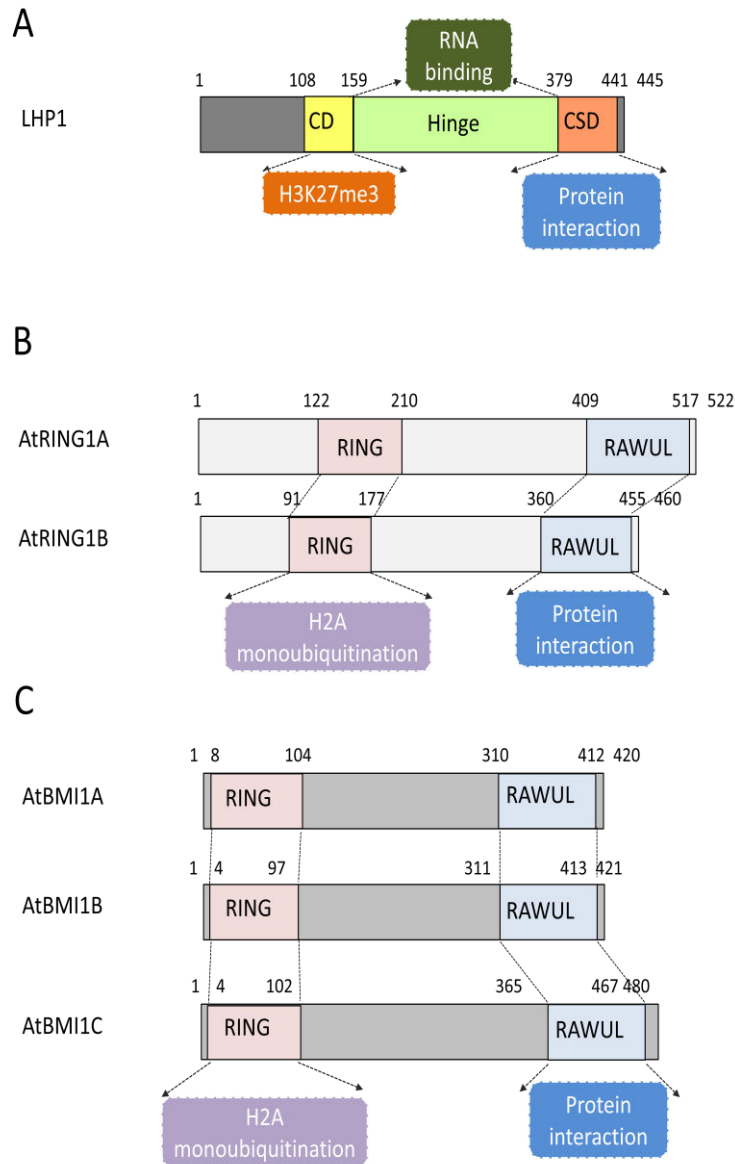 A
RNA
binding
1 108 159 379 441 445
LHP1
CD Hinge CSD
H3K27me3
Protein
interaction
B
1 122 210 409 517 522
AtRING1A
RING RAWUL
1 91 177 360 455 460
AtRING1B
RING RAWUL
H2A
monoubiquitination
Protein
interaction
C
1 8 104 310 412 420
AtBMI1A
RING RAWUL
1 4 97 311 413 421
AtBMI1B
RING RAWUL
1 4 102 365 467 480
AtBMI1C
RING RAWUL
H2A
monoubiquitination
Protein
interaction